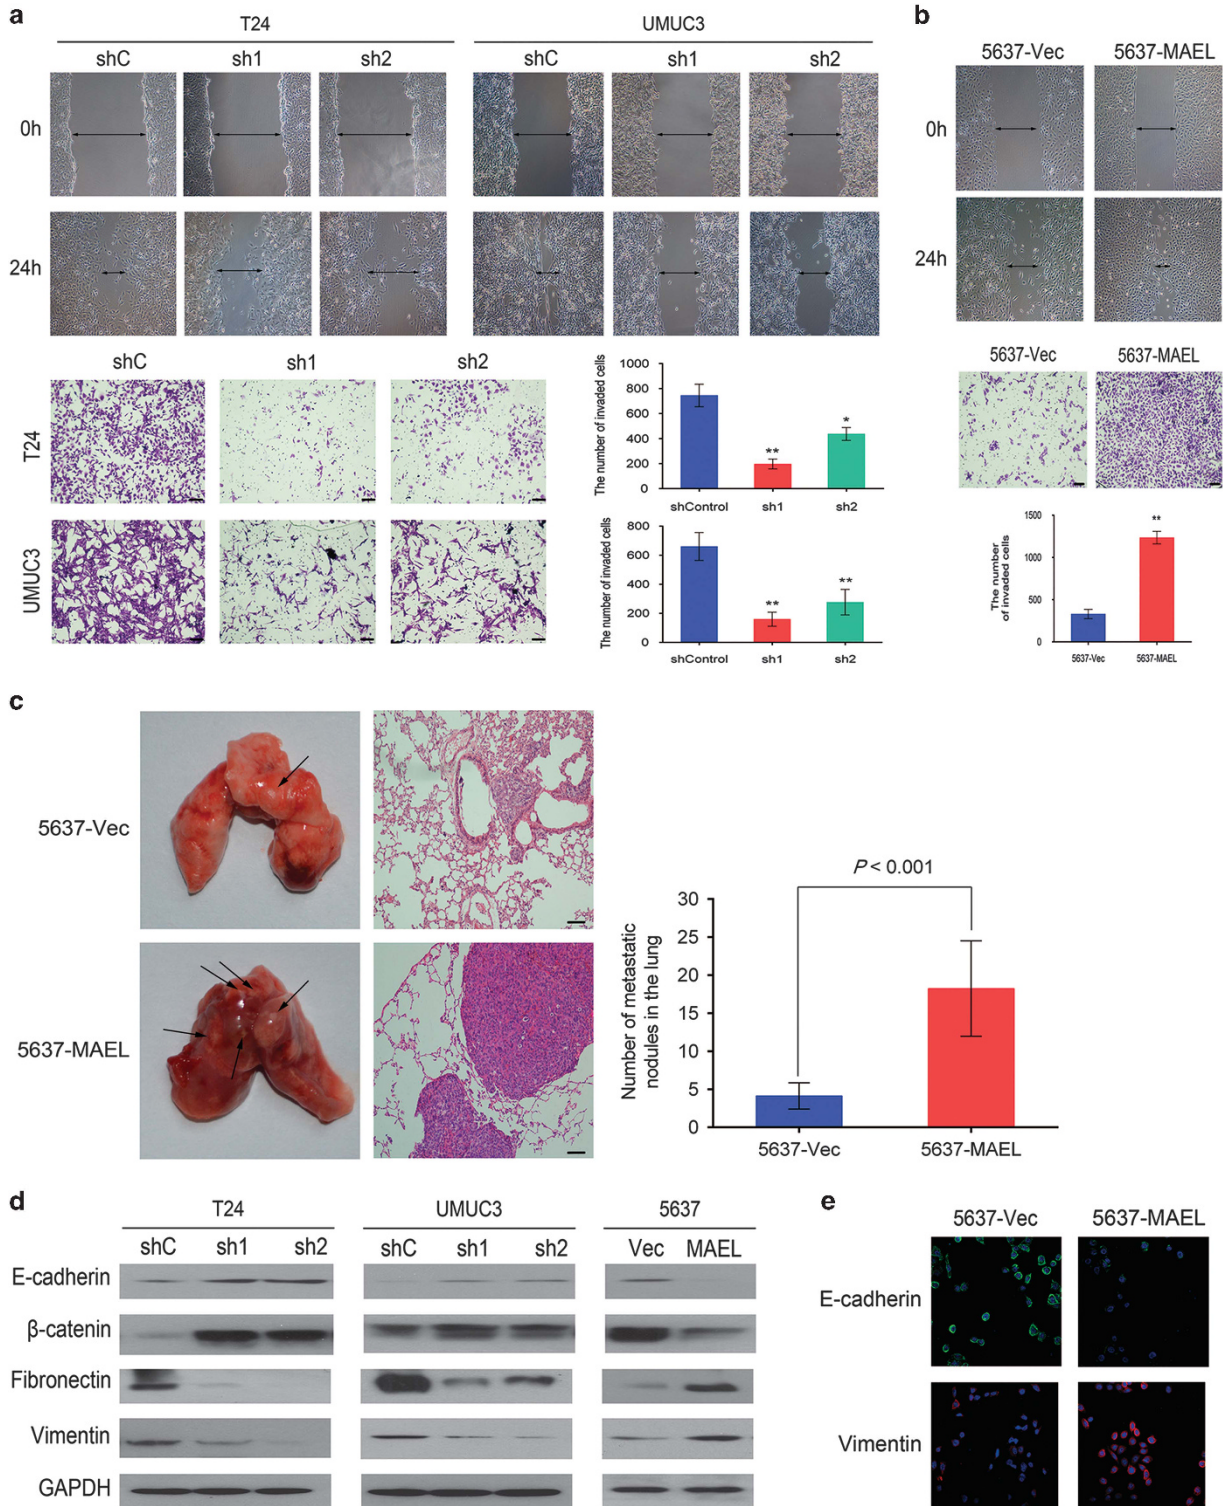 a
T24
UMUC3
shC
sh1
sh2
shC
sh1
sh2
0h
24h
shC
sh1
sh2
T24
UMUC3
The number of invaded cells
1000
800
600
400
200
0
**
*
shControl
sh1
sh2
The number of invaded cells
800
600
400
200
0
**
**
shControl
sh1
sh2
b
5637-Vec
5637-MAEL
0h
24h
5637-Vec
5637-MAEL
The number
of invaded cells
1500
1000
500
0
**
5637-Vec
5637-MAEL
c
5637-Vec
5637-MAEL
P < 0.001
Number of metastatic
nodules in the lung
30
25
20
15
10
5
0
5637-Vec
5637-MAEL
d
T24
UMUC3
5637
shC
sh1
sh2
shC
sh1
sh2
Vec
MAEL
E-cadherin
β-catenin
Fibronectin
Vimentin
GAPDH
e
5637-Vec
5637-MAEL
E-cadherin
Vimentin